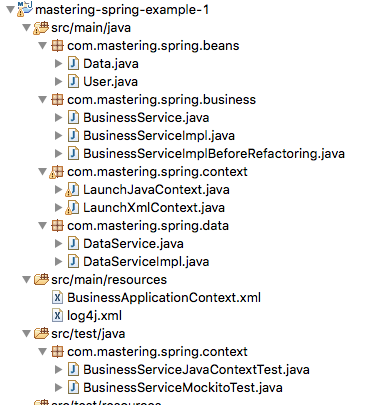 mastering-spring-example-1
src/main/java
com.mastering.spring.beans
Data.java
User.java
com.mastering.spring.business
BusinessService.java
BusinessServiceImpl.java
BusinessServiceImplBeforeRefactoring.java
com.mastering.spring.context
LaunchJavaContext.java
LaunchXmlContext.java
com.mastering.spring.data
DataService.java
DataServiceImpl.java
src/main/resources
BusinessApplicationContext.xml
log4j.xml
src/test/java
com.mastering.spring.context
BusinessServiceJavaContextTest.java
BusinessServiceMockitoTest.java
src/test/resources